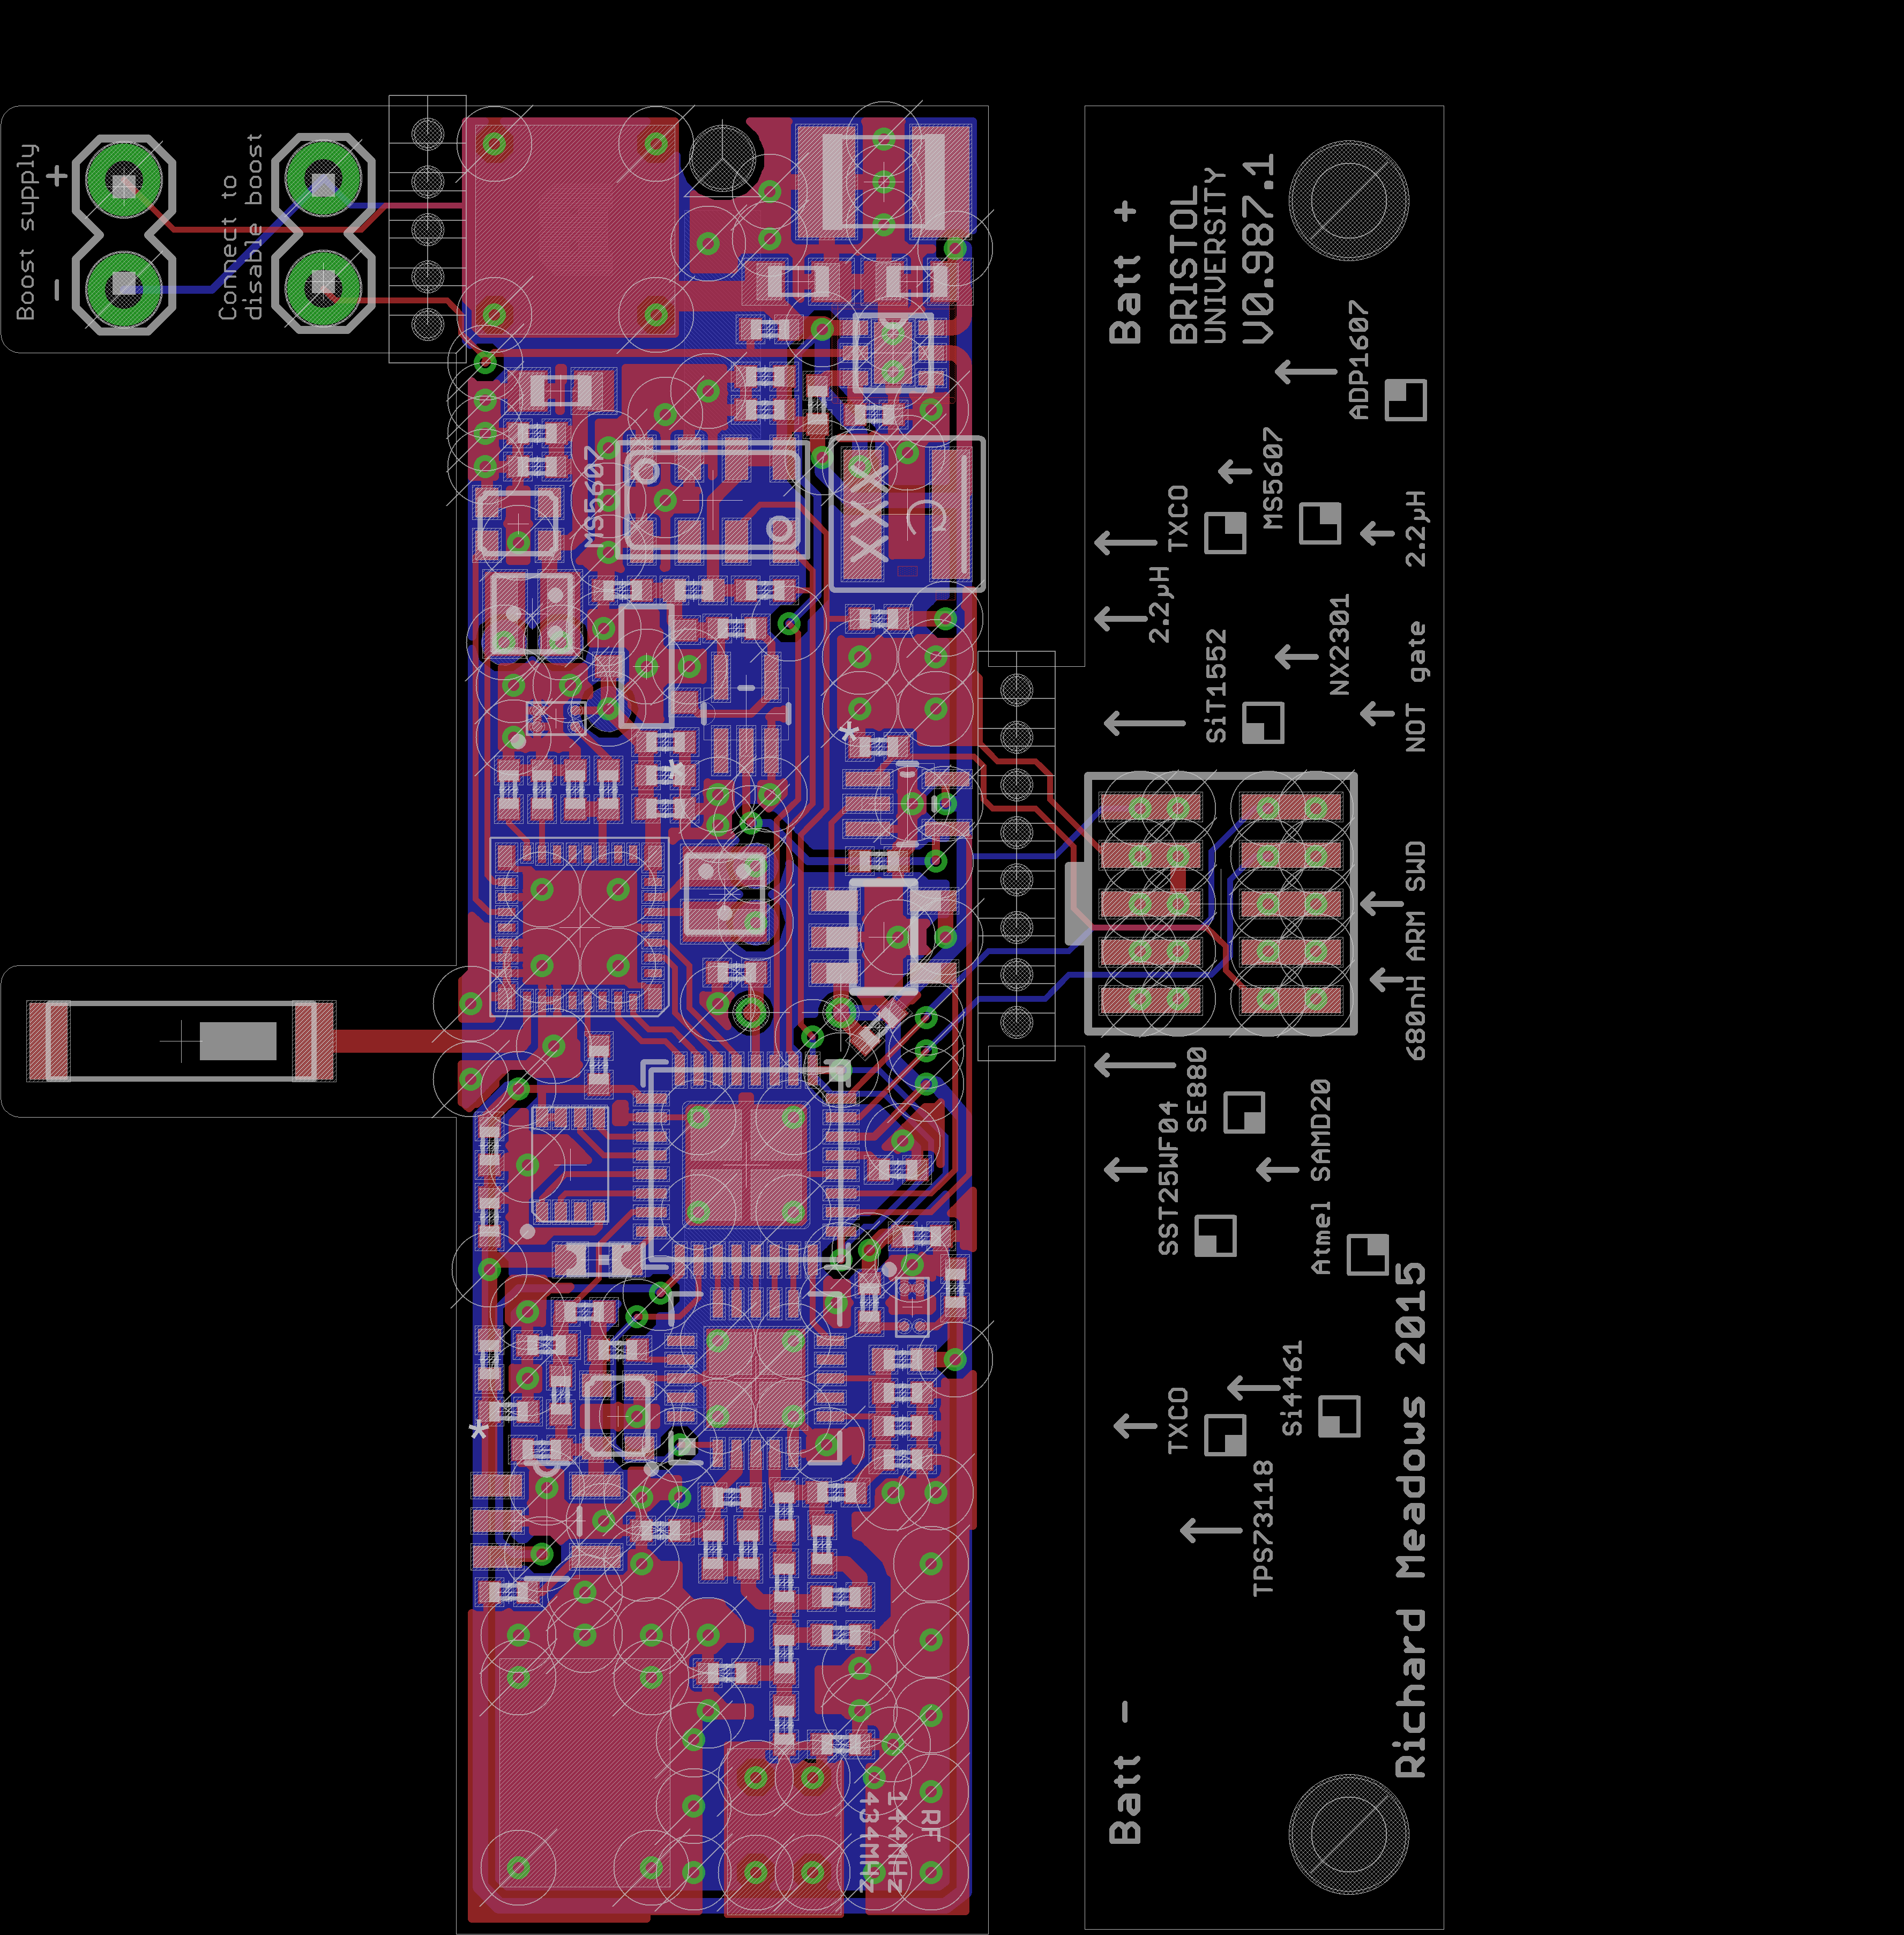 Boost supply
+
-
Connect to
disable boost
MS5607
XXX
C
*
*
*
RF
144MHz
434MHz
Batt +
BRISTOL
UNIVERSITY
V0.987.1
ADP1607
MS5607
TXCO
2.2µH
2.2µH
NX2301
SiT1552
NOT gate
ARM SWD
680nH
SE880
SST25WF04
Atmel SAMD20
Si4461
TXCO
TPS73118
Batt -
Richard Meadows 2015